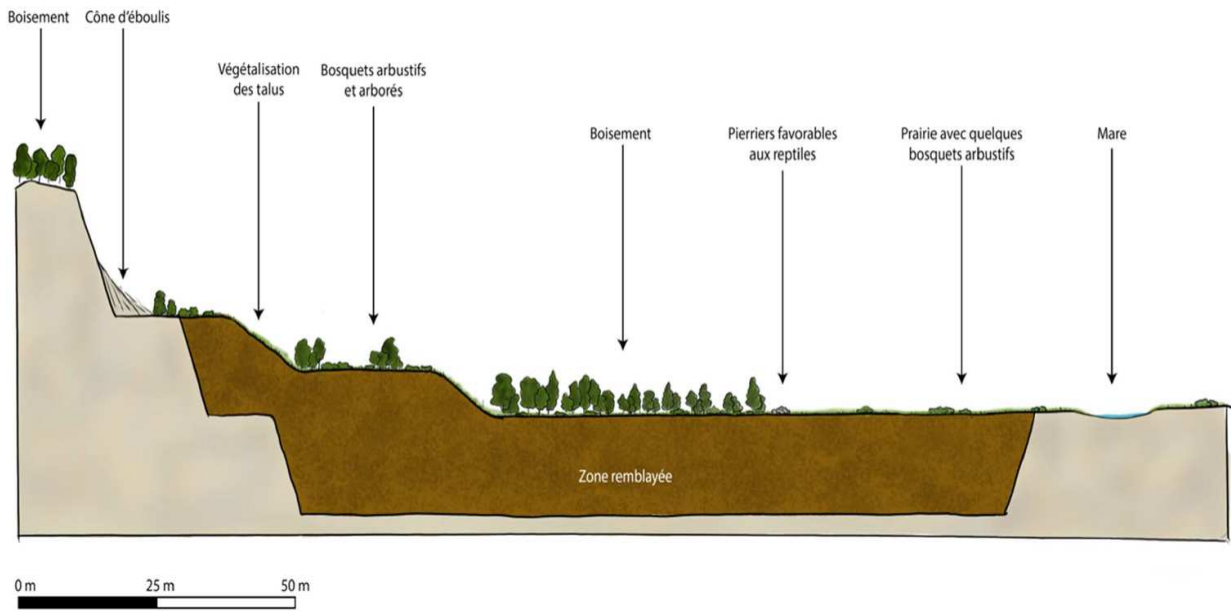 Boisement
Cône d'éboulis
Végétalisation
des talus
Bosquets arbustifs
et arborés
Boisement
Pierriers favorables
aux reptiles
Prairie avec quelques
bosquets arbustifs
Mare
Zone remblayée
0 m
25 m
50 m